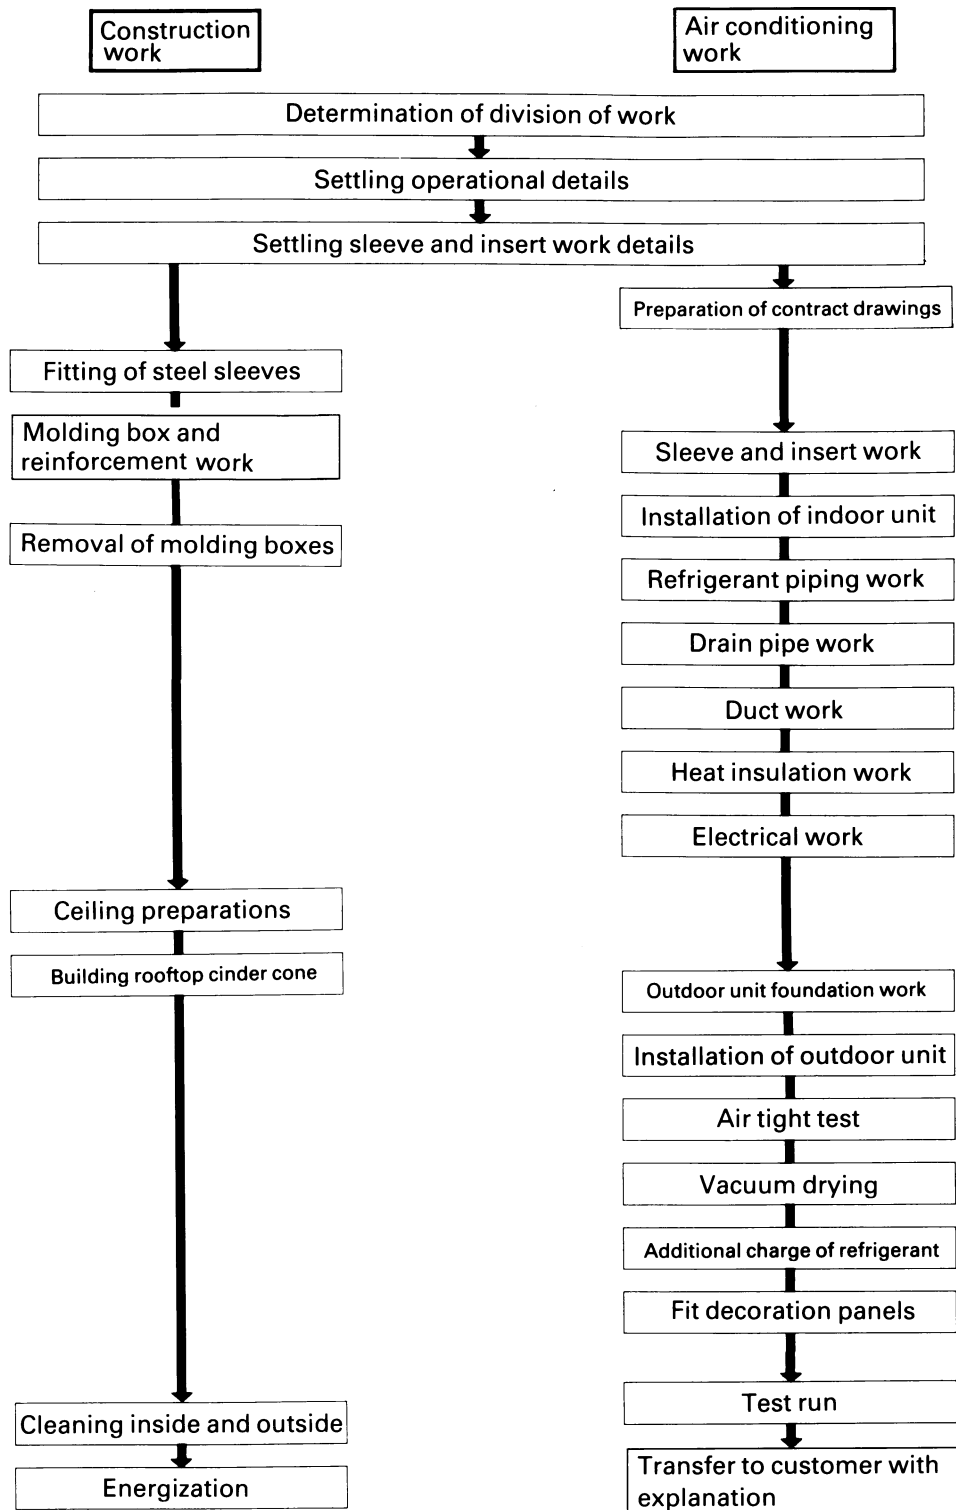 Construction
work
Air conditioning
work
Determination of division of work
Settling operational details
Settling sleeve and insert work details
Preparation of contract drawings
Fitting of steel sleeves
Molding box and
reinforcement work
Sleeve and insert work
Installation of indoor unit
Removal of molding boxes
Refrigerant piping work
Drain pipe work
Duct work
Heat insulation work
Electrical work
Ceiling preparations
Building rooftop cinder cone
Outdoor unit foundation work
Installation of outdoor unit
Air tight test
Vacuum drying
Additional charge of refrigerant
Fit decoration panels
Test run
Cleaning inside and outside
Transfer to customer with
explanation
Energization